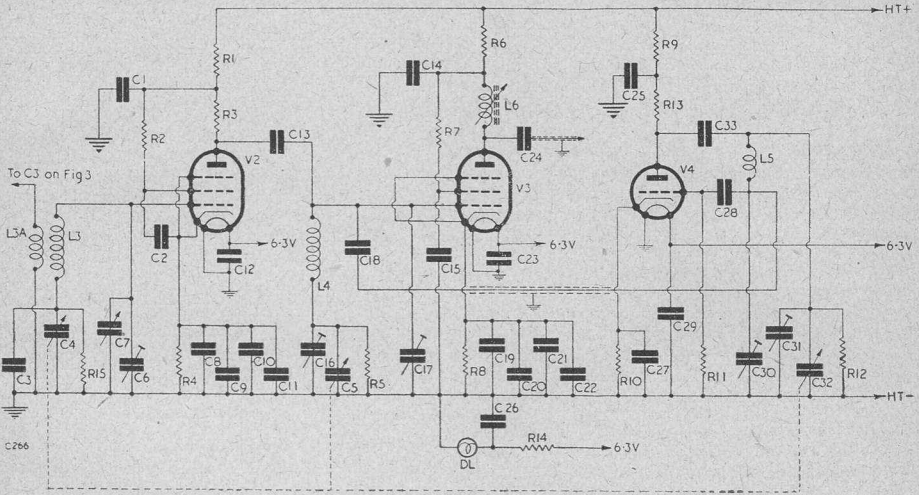 HT+
R1
R6
R9
C1
C14
C25
L6
R3
R13
R2
R7
C13
C33
C24
V2
V3
V4
L5
To C3 on Fig 3
C28
L3A
L3
6·3V
6·3V
6·3V
C2
C12
L4
C18
C15
C23
C29
C3
C4
R15
C7
C6
R4
C8
C9
C10
C11
C16
C5
R5
C17
R8
C19
C20
C21
C22
R10
C27
R11
C30
C31
C32
R12
HT-
C26
C266
DL
R14
6·3V